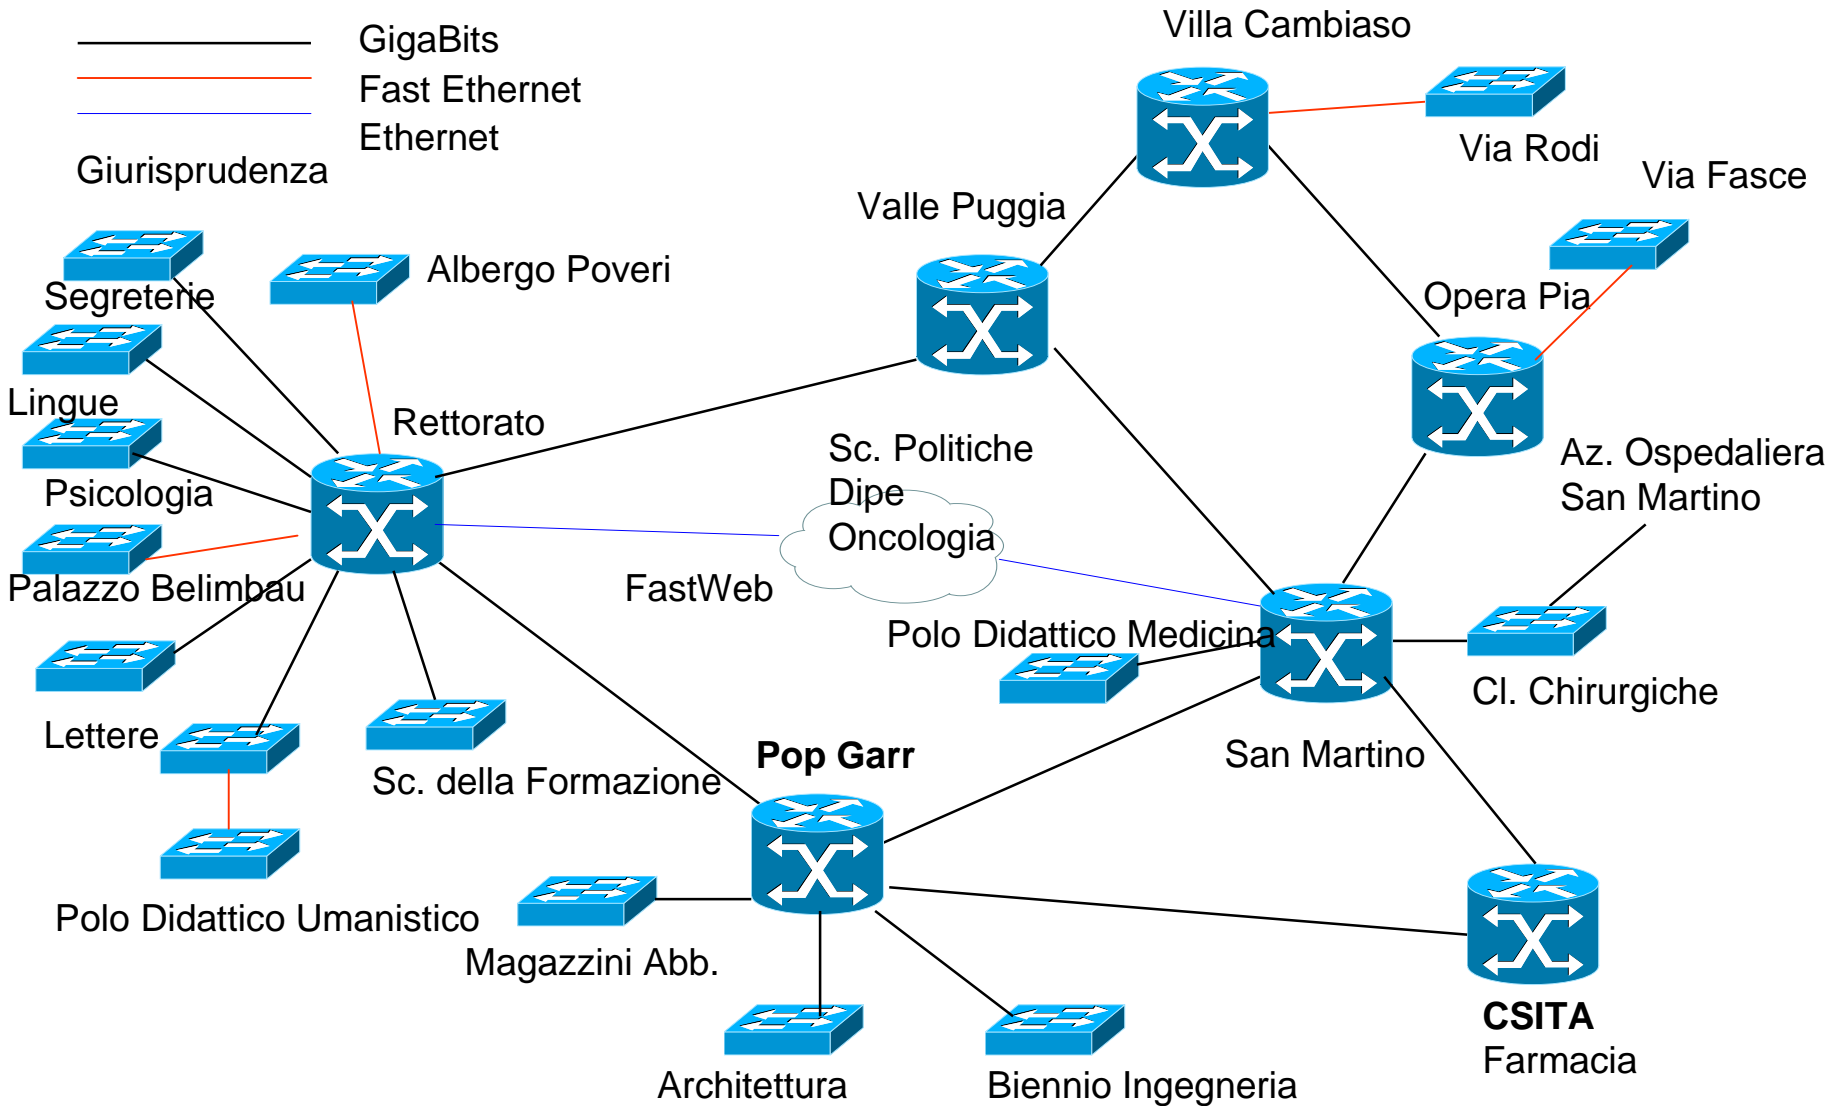 GigaBits
Fast Ethernet
Ethernet
Villa Cambiaso
Via Rodi
Via Fasce
Giurisprudenza
Valle Puggia
Segreterie
Albergo Poveri
Opera Pia
Lingue
Rettorato
Sc. Politiche
Dipe
Oncologia
Az. Ospedaliera
San Martino
Psicologia
Palazzo Belimbau
FastWeb
Polo Didattico Medicina
Cl. Chirurgiche
Lettere
Sc. della Formazione
Pop Garr
San Martino
Polo Didattico Umanistico
Magazzini Abb.
CSITA
Farmacia
Architettura
Biennio Ingegneria